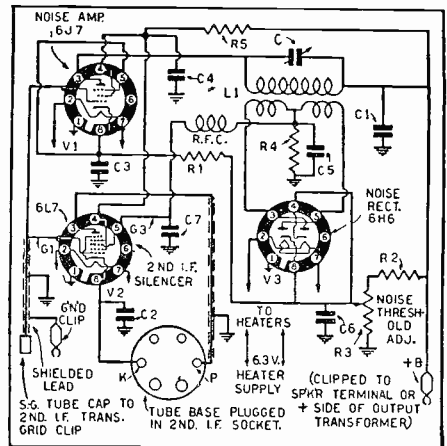 NOISE AMP.
6J7
R5
C
C4
L1
C1
V1
R.F.C.
R4
C5
C3
R1
NOISE
RECT.
6H6
6L7
G3
C7
G1
2ND I.F.
SILENCER
V3
R2
V2
C2
TO
HEATERS
C6
NOISE
THRESH-
OLD
ADJ.
GND
CLIP
6.3 V.
HEATER
SUPPLY
R3
+B
K
P
SHIELDED
LEAD
(CLIPPED TO
SPKR TERMINAL OR
+ SIDE OF OUTPUT
TRANSFORMER)
S.G. TUBE CAP TO
2ND. I.F. TRANS.
GRID CLIP
TUBE BASE PLUGGED
IN 2ND. I.F. SOCKET.